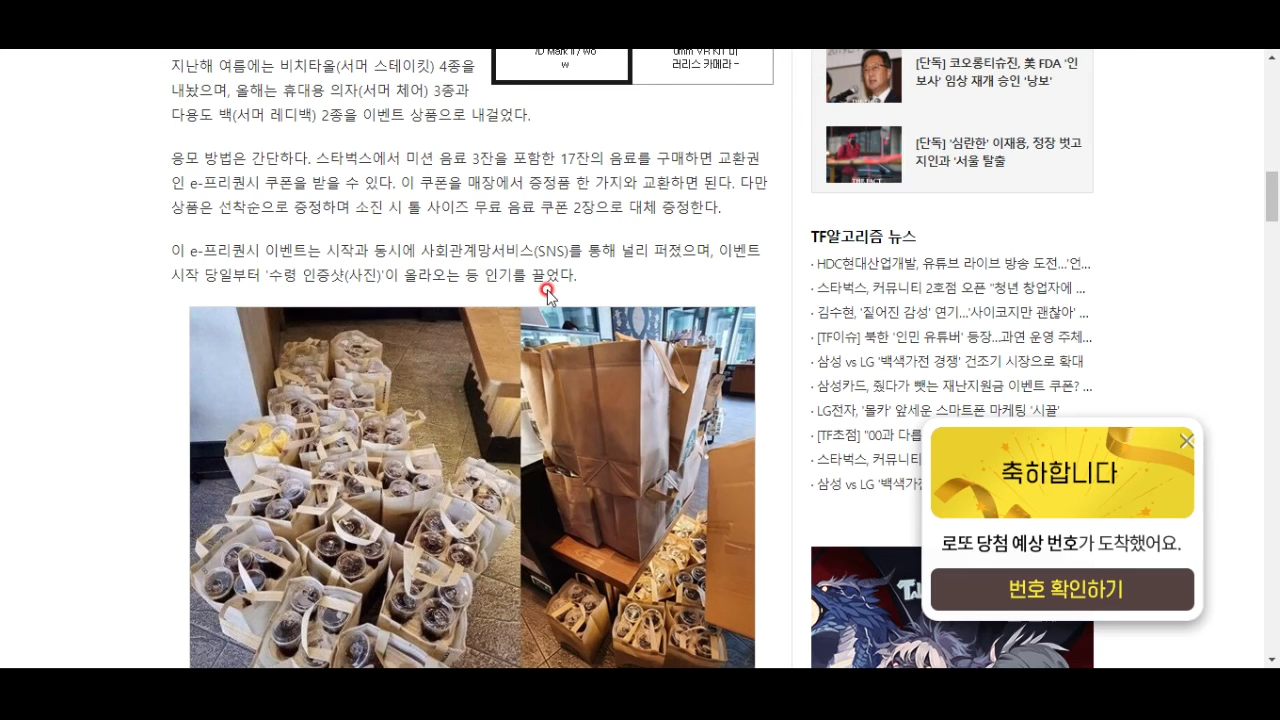 지난해 여름에는 비치타올(서머 스테이킷) 4종을
내놨으며, 올해는 휴대용 의자(서머 체어) 3종과
다용도 백(서머 레디백) 2종을 이벤트 상품으로 내걸었다.
w
러리스 카메라 -
응모 방법은 간단하다. 스타벅스에서 미션 음료 3잔을 포함한 17잔의 음료를 구매하면 교환권
인 e-프리퀀시 쿠폰을 받을 수 있다. 이 쿠폰을 매장에서 증정품 한 가지와 교환하면 된다. 다만
상품은 선착순으로 증정하며 소진 시 톨 사이즈 무료 음료 쿠폰 2장으로 대체 증정한다.
이 e-프리퀀시 이벤트는 시작과 동시에 사회관계망서비스(SNS)를 통해 널리 퍼졌으며, 이벤트
시작 당일부터 '수령 인증샷(사진)'이 올라오는 등 인기를 끌었다.
[단독] 코오롱티슈진, 美 FDA '인
보사' 임상 재개 승인 '낭보'
[단독] '심란한' 이재용, 정장 벗고
지인과 '서울 탈출
TF알고리즘 뉴스
· HDC현대산업개발, 유튜브 라이브 방송 도전...'언...
· 스타벅스, 커뮤니티 2호점 오픈 "청년 창업자에 ...
· 김수현, '짙어진 감성' 연기...'사이코지만 괜찮아' ...
· [TF이슈] 북한 '인민 유튜버' 등장...과연 운영 주체...
· 삼성 vs LG '백색가전 경쟁' 건조기 시장으로 확대
· 삼성카드, 줬다가 뺏는 재난지원금 이벤트 쿠폰? ...
· LG전자, '몰카' 앞세운 스마트폰 마케팅 '시끌'
· [TF초점] "00과 다릅
· 스타벅스, 커뮤니티
· 삼성 vs LG '백색가전
축하합니다
로또 당첨 예상 번호가 도착했어요.
번호 확인하기